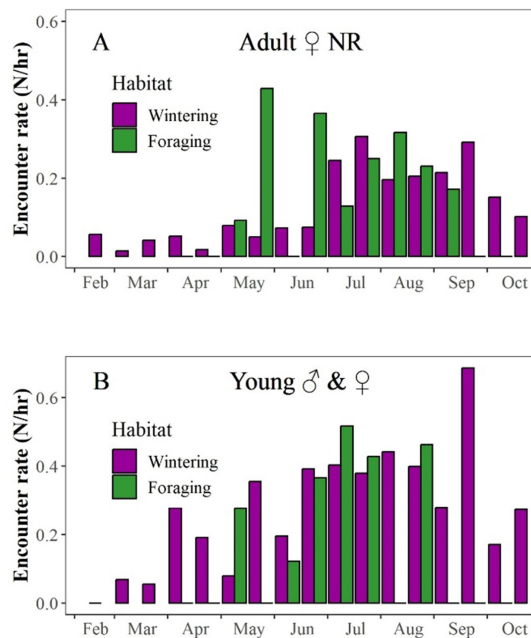 A
Adult ♀ NR
Habitat
Wintering
Foraging
Encounter rate (N/hr)
0.6
0.4
0.2
0.0
Feb Mar Apr May Jun Jul Aug Sep Oct
B
Young ♂ & ♀
Habitat
Wintering
Foraging
Encounter rate (N/hr)
0.6
0.4
0.2
0.0
Feb Mar Apr May Jun Jul Aug Sep Oct